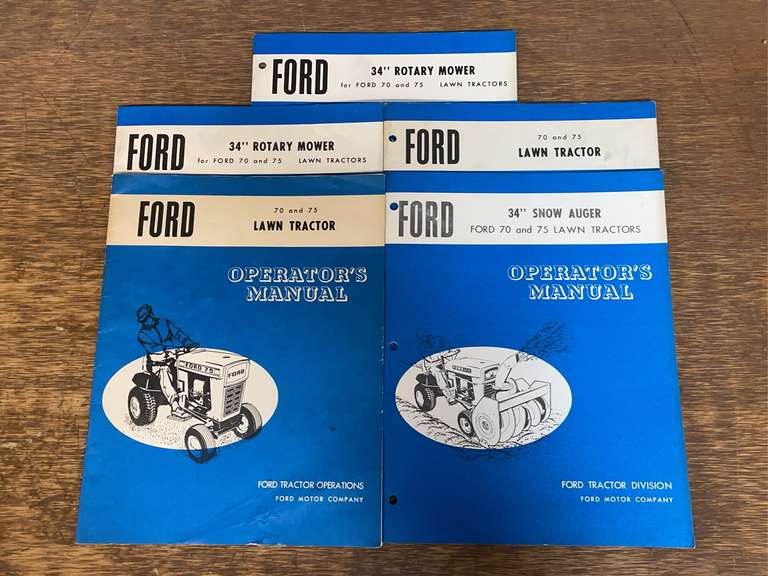 FORD
34" ROTARY MOWER
for FORD 70 and 75 LAWN TRACTORS
FORD
34" ROTARY MOWER
for FORD 70 and 75 LAWN TRACTORS
FORD
70 and 75
LAWN TRACTOR
FORD
70 and 75
LAWN TRACTOR
OPERATOR'S
MANUAL
FORD 75
FORD
FORD TRACTOR OPERATIONS
FORD MOTOR COMPANY
FORD
34" SNOW AUGER
FORD 70 and 75 LAWN TRACTORS
OPERATOR'S
MANUAL
FORD TRACTOR DIVISION
FORD MOTOR COMPANY